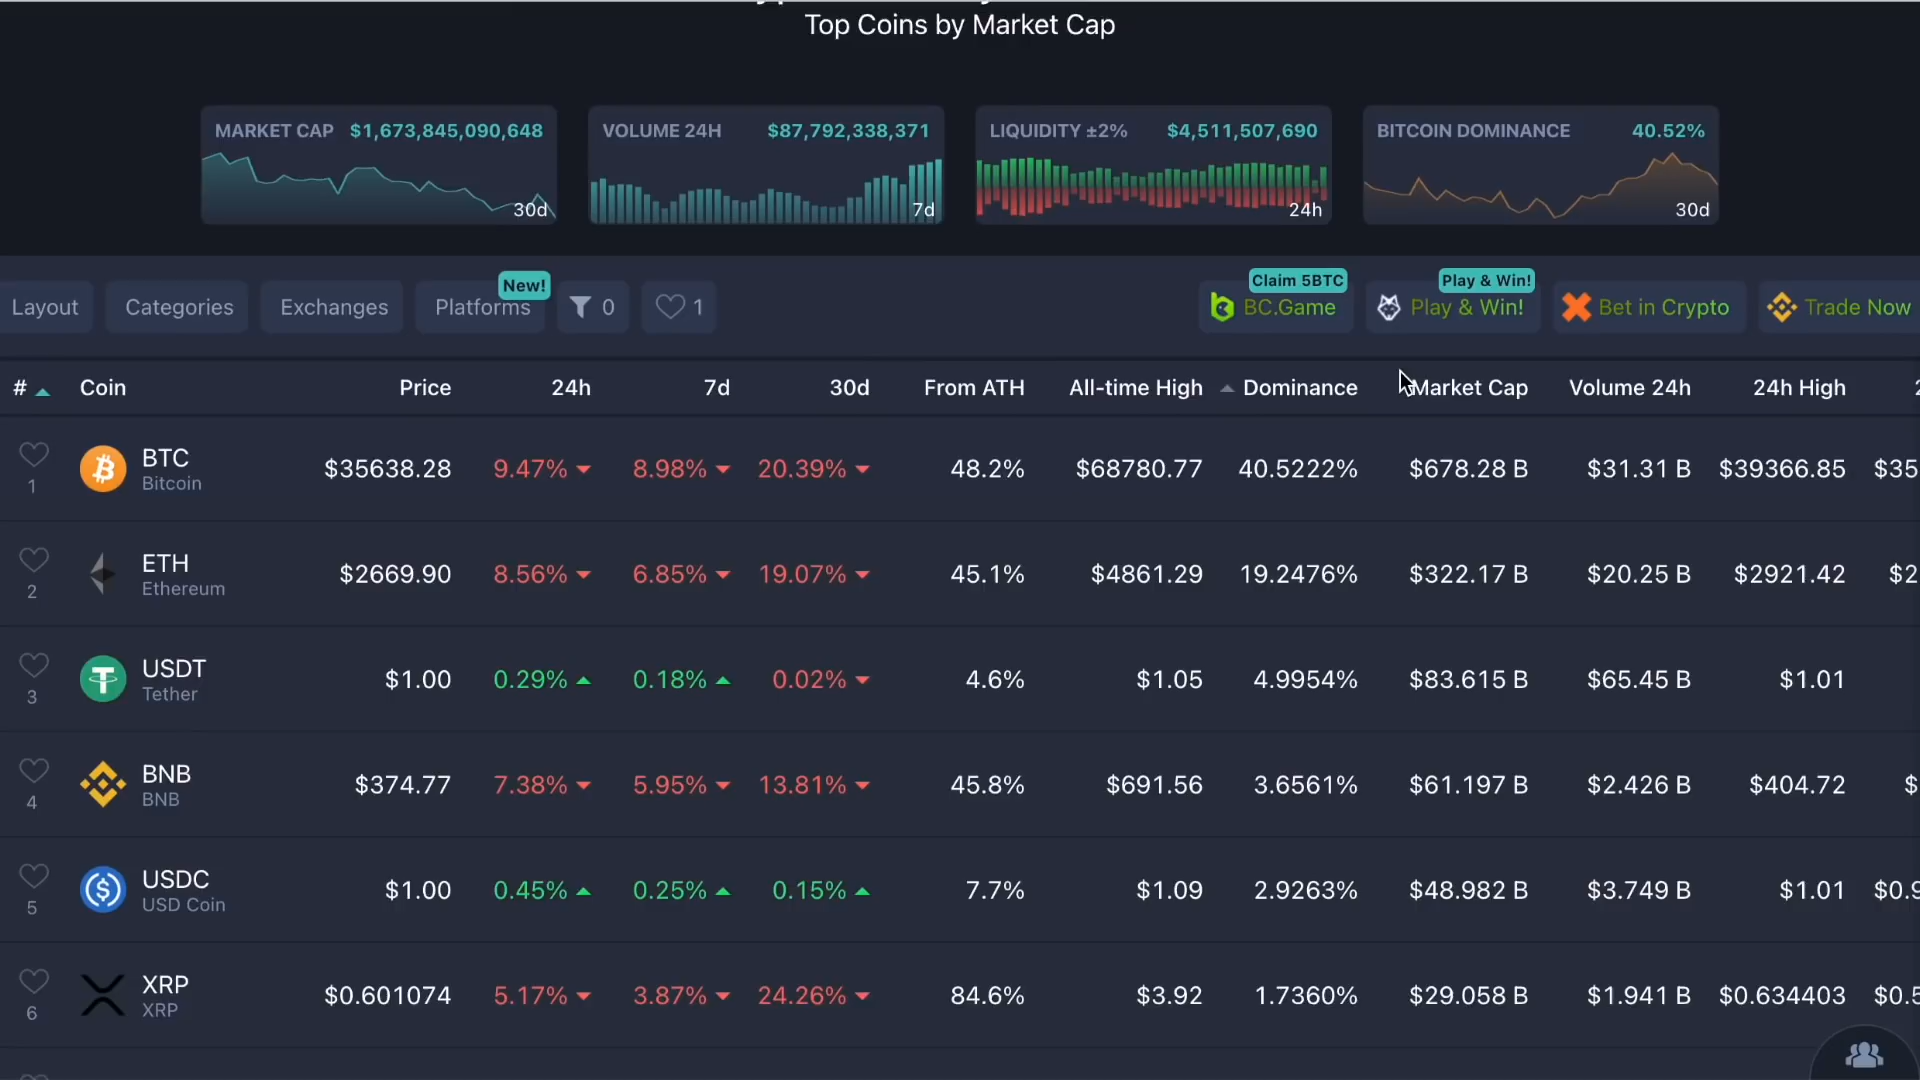 Top Coins by Market Cap
MARKET CAP $1,673,845,090,648
30d
VOLUME 24H $87,792,338,371
7d
LIQUIDITY ±2% $4,511,507,690
24h
BITCOIN DOMINANCE 40.52%
30d
Layout Categories Exchanges Platforms New! 0 1
Claim 5BTC BC.Game Play & Win! Play & Win! Bet in Crypto Trade Now
# Coin Price 24h 7d 30d From ATH All-time High Dominance Market Cap Volume 24h 24h High
1 BTC Bitcoin $35638.28 9.47% 8.98% 20.39% 48.2% $68780.77 40.5222% $678.28 B $31.31 B $39366.85 $35
2 ETH Ethereum $2669.90 8.56% 6.85% 19.07% 45.1% $4861.29 19.2476% $322.17 B $20.25 B $2921.42 $2
3 USDT Tether $1.00 0.29% 0.18% 0.02% 4.6% $1.05 4.9954% $83.615 B $65.45 B $1.01
4 BNB BNB $374.77 7.38% 5.95% 13.81% 45.8% $691.56 3.6561% $61.197 B $2.426 B $404.72 $
5 USDC USD Coin $1.00 0.45% 0.25% 0.15% 7.7% $1.09 2.9263% $48.982 B $3.749 B $1.01 $0.9
6 XRP XRP $0.601074 5.17% 3.87% 24.26% 84.6% $3.92 1.7360% $29.058 B $1.941 B $0.634403 $0.5